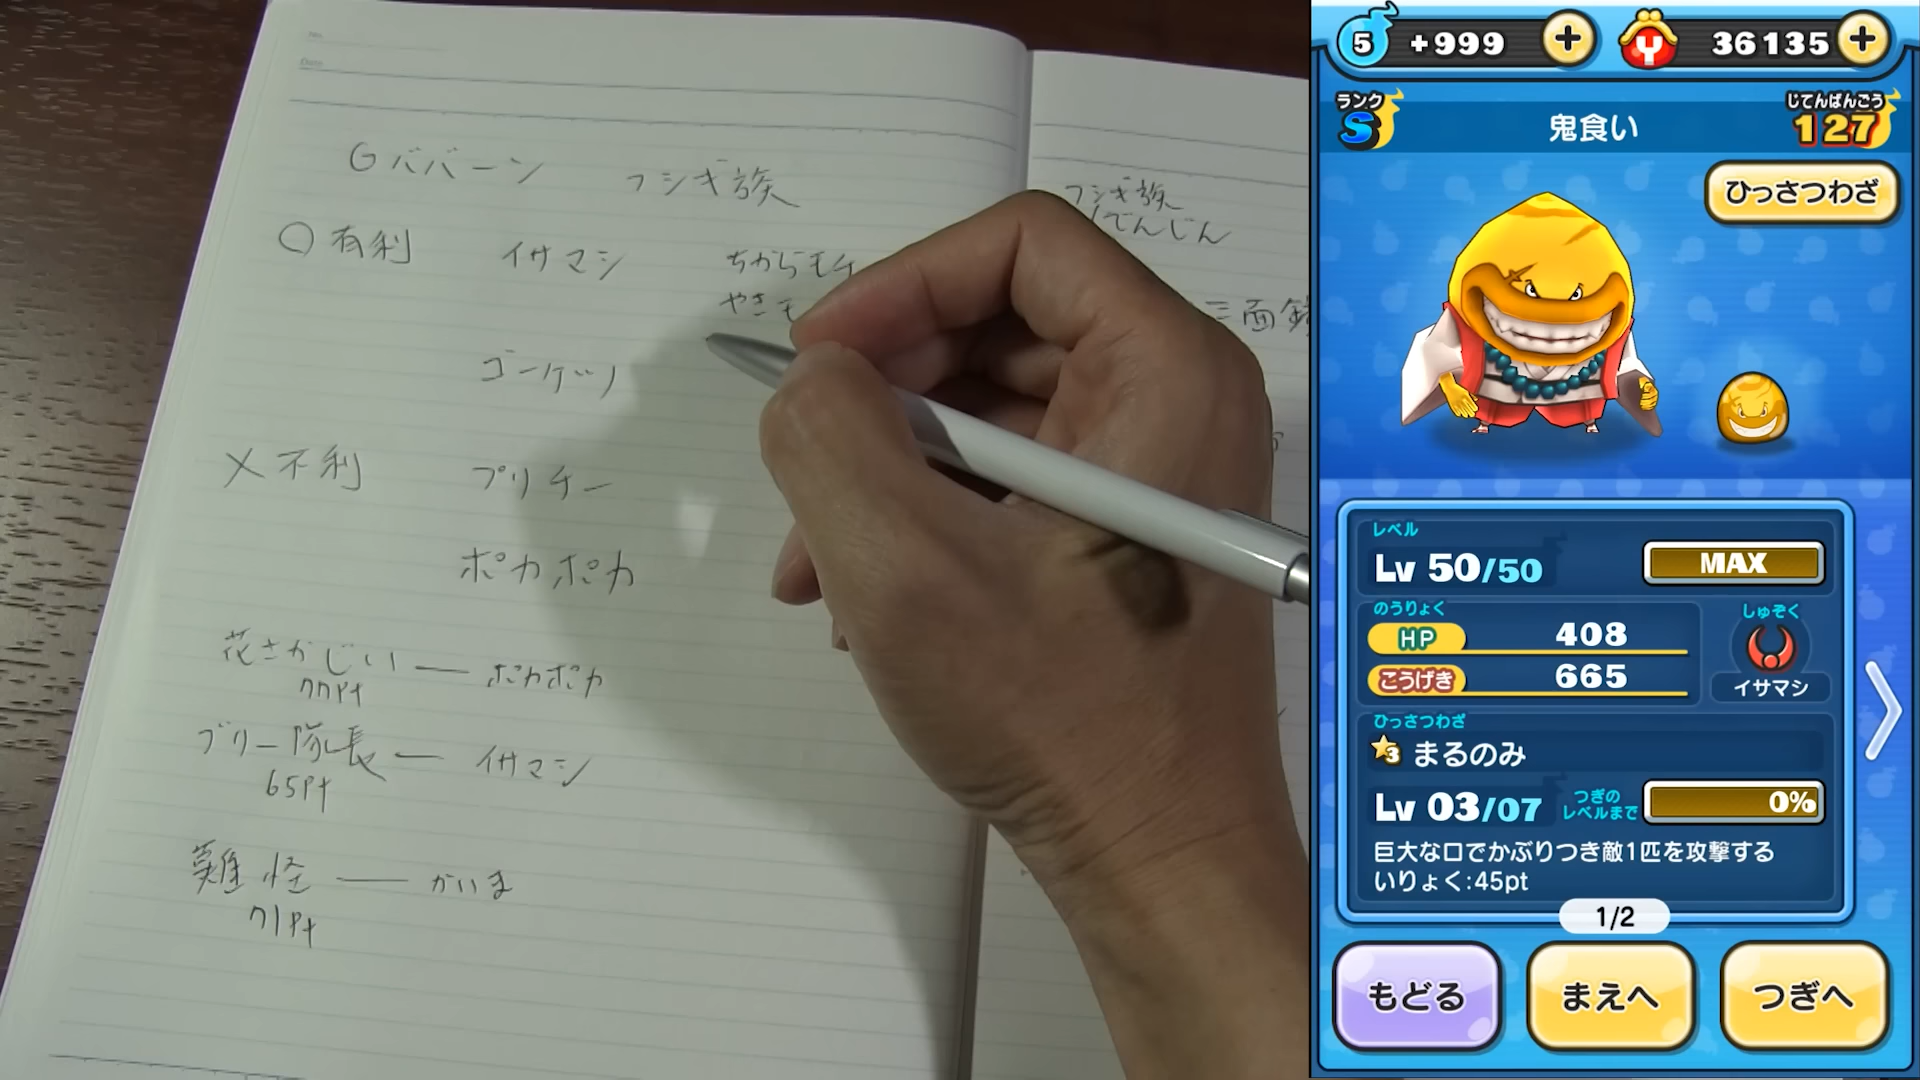 No.
Date
Gババーン フシギ族
○有利 イサマシ ちからモチ
やきモ
ゴーケツ
×不利 プリチー
ポカポカ
花さかじい ― ポカポカ
77Pt
ブリー隊長 ― イサマシ
65Pt
難怪 ― かいま
71Pt
フシギ族
でんじん
三面鏡
5 +999 +
36135 +
ランク
S
鬼食い
じてんばんごう
127
ひっさつわざ
レベル
Lv 50/50 MAX
のうりょく
HP 408
こうげき 665
しゅぞく
イサマシ
ひっさつわざ
3 まるのみ
Lv 03/07 つぎのレベルまで 0%
巨大な口でかぶりつき敵1匹を攻撃する
いりょく:45pt
1/2
もどる まえへ つぎへ